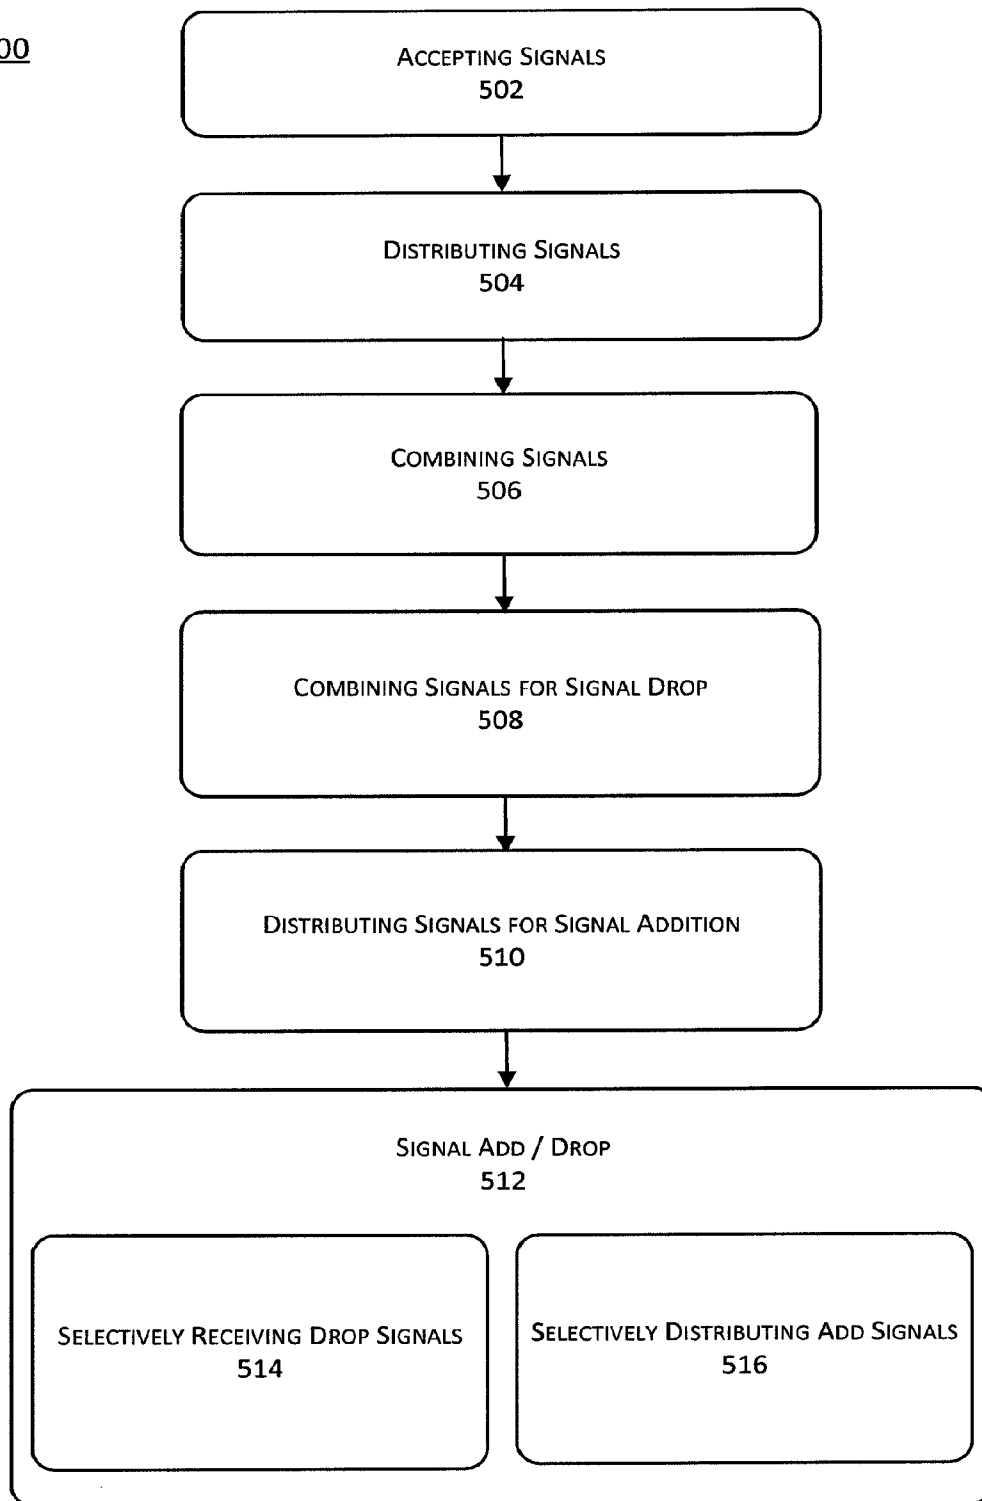 00
ACCEPTING SIGNALS
502
DISTRIBUTING SIGNALS
504
COMBINING SIGNALS
506
COMBINING SIGNALS FOR SIGNAL DROP
508
DISTRIBUTING SIGNALS FOR SIGNAL ADDITION
510
SIGNAL ADD / DROP
512
SELECTIVELY RECEIVING DROP SIGNALS
514
SELECTIVELY DISTRIBUTING ADD SIGNALS
516